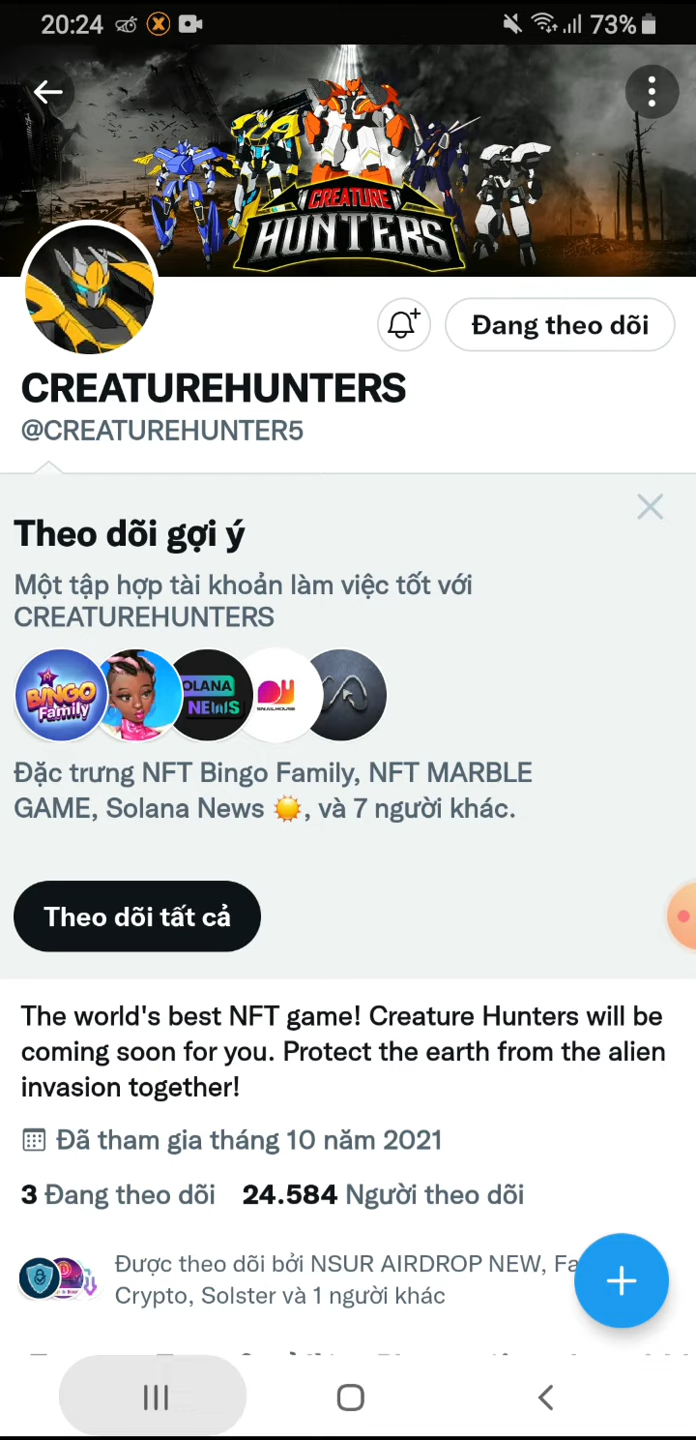 20:24
73%
CREATURE
HUNTERS
Đang theo dõi
CREATUREHUNTERS
@CREATUREHUNTER5
Theo dõi gợi ý
Một tập hợp tài khoản làm việc tốt với
CREATUREHUNTERS
BINGO
Family
OLANA
NEWS
Đặc trưng NFT Bingo Family, NFT MARBLE
GAME, Solana News ☀️, và 7 người khác.
Theo dõi tất cả
The world's best NFT game! Creature Hunters will be
coming soon for you. Protect the earth from the alien
invasion together!
Đã tham gia tháng 10 năm 2021
3 Đang theo dõi 24.584 Người theo dõi
Được theo dõi bởi NSUR AIRDROP NEW, Fa
Crypto, Solster và 1 người khác